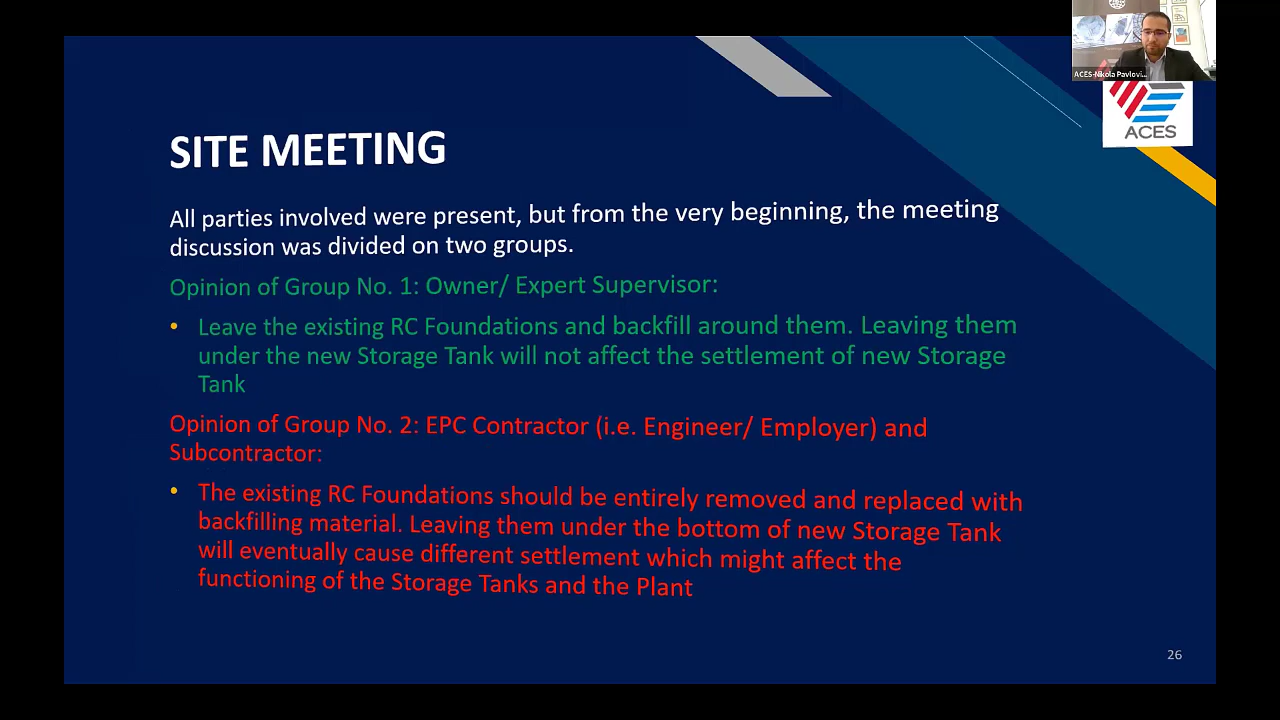 ACES-Nikola Pavlovi...
ACES
SITE MEETING
All parties involved were present, but from the very beginning, the meeting
discussion was divided on two groups.
Opinion of Group No. 1: Owner/ Expert Supervisor:
• Leave the existing RC Foundations and backfill around them. Leaving them
under the new Storage Tank will not affect the settlement of new Storage
Tank
Opinion of Group No. 2: EPC Contractor (i.e. Engineer/ Employer) and
Subcontractor:
• The existing RC Foundations should be entirely removed and replaced with
backfilling material. Leaving them under the bottom of new Storage Tank
will eventually cause different settlement which might affect the
functioning of the Storage Tanks and the Plant
26